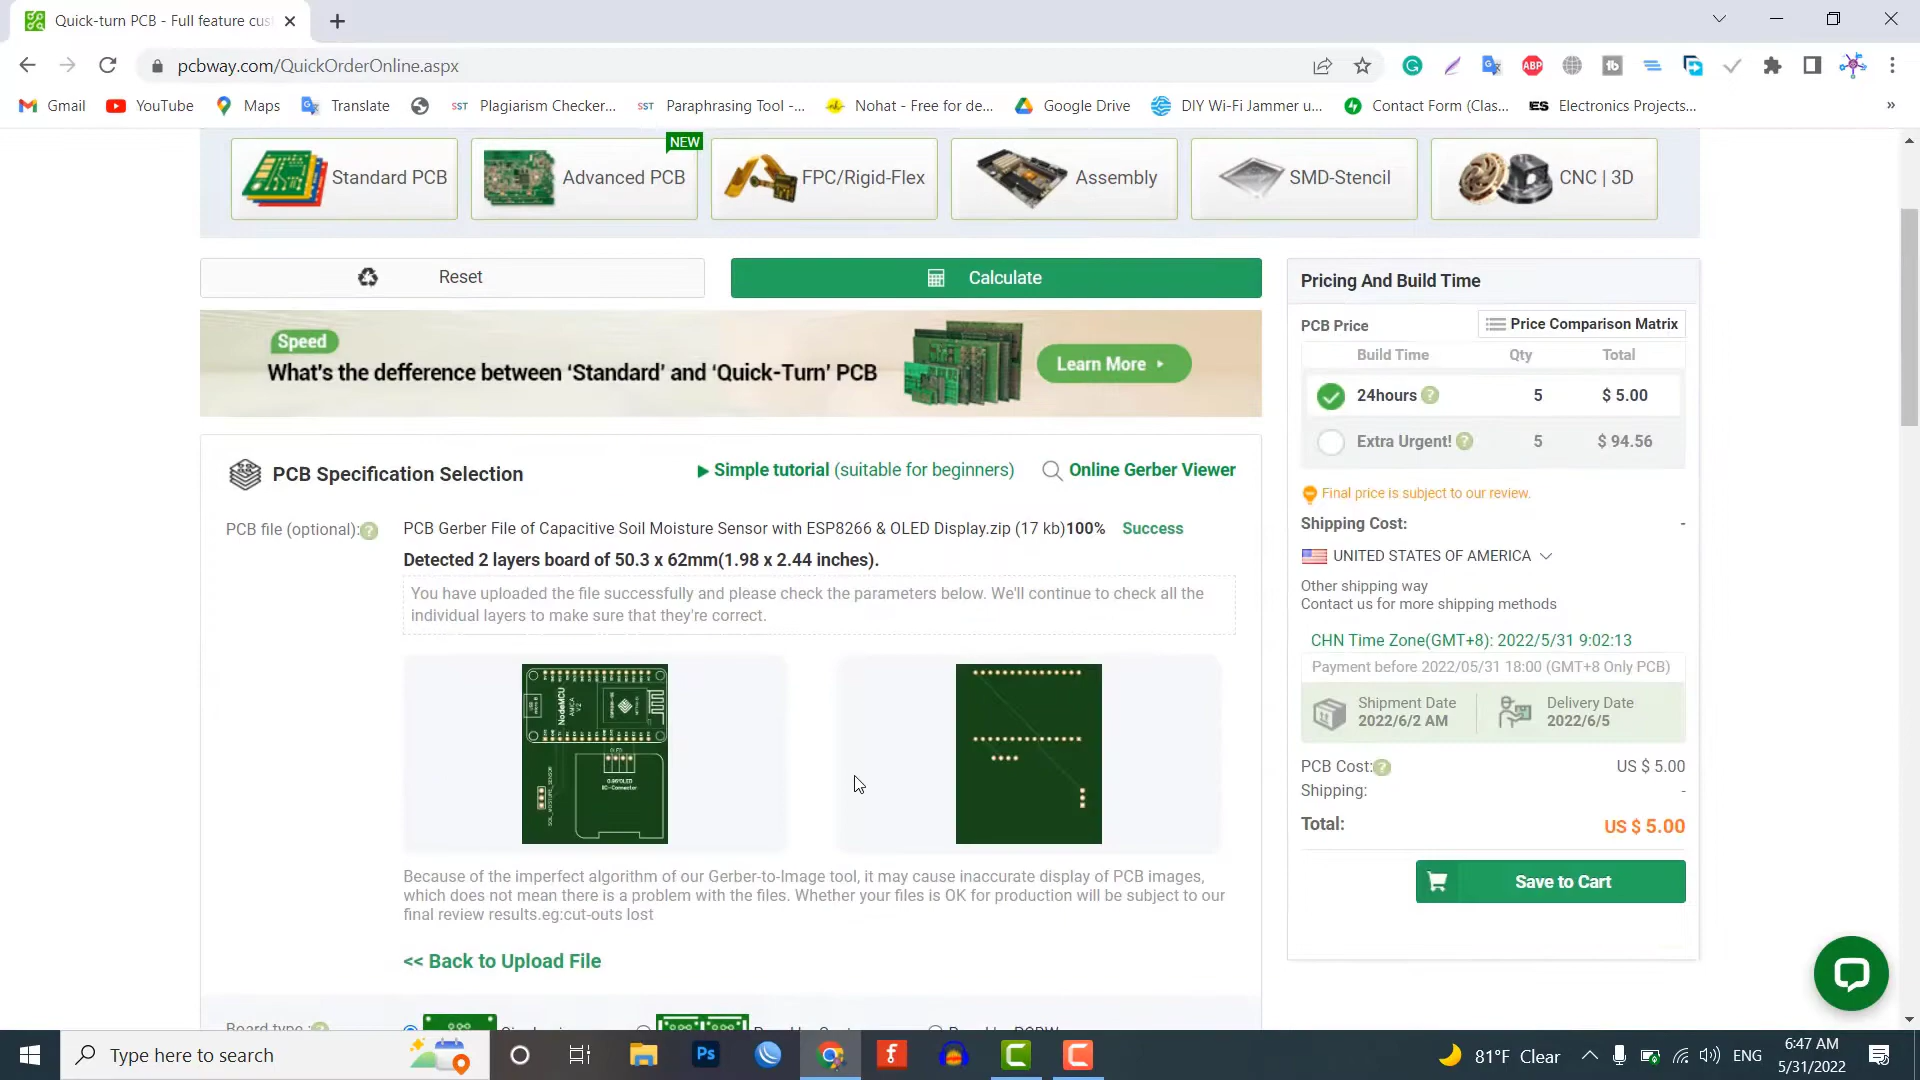 Quick-turn PCB - Full feature cus
pcbway.com/QuickOrderOnline.aspx
Gmail YouTube Maps Translate SST Plagiarism Checker... SST Paraphrasing Tool -... Nohat - Free for de... Google Drive DIY Wi-Fi Jammer u... Contact Form (Clas... ES Electronics Projects... »
NEW
Standard PCB Advanced PCB FPC/Rigid-Flex Assembly SMD-Stencil CNC | 3D
Reset
Calculate
Speed
What's the defference between ‘Standard’ and ‘Quick-Turn’ PCB
Learn More
PCB Specification Selection
Simple tutorial (suitable for beginners)
Online Gerber Viewer
PCB file (optional): ?
PCB Gerber File of Capacitive Soil Moisture Sensor with ESP8266 & OLED Display.zip (17 kb)100% Success
Detected 2 layers board of 50.3 x 62mm(1.98 x 2.44 inches).
You have uploaded the file successfully and please check the parameters below. We'll continue to check all the
individual layers to make sure that they're correct.
NodeMCU
AMICA
V2
0.96"OLED
IIC-Connector
SOIL_MOISTURE_SENSOR
Because of the imperfect algorithm of our Gerber-to-Image tool, it may cause inaccurate display of PCB images,
which does not mean there is a problem with the files. Whether your files is OK for production will be subject to our
final review results.eg:cut-outs lost
<< Back to Upload File
Board type : ?
Pricing And Build Time
PCB Price
Price Comparison Matrix
Build Time Qty Total
24hours ? 5 $ 5.00
Extra Urgent! ? 5 $ 94.56
Final price is subject to our review.
Shipping Cost: -
UNITED STATES OF AMERICA
Other shipping way
Contact us for more shipping methods
CHN Time Zone(GMT+8): 2022/5/31 9:02:13
Payment before 2022/05/31 18:00 (GMT+8 Only PCB)
Shipment Date
2022/6/2 AM
Delivery Date
2022/6/5
PCB Cost: ? US $ 5.00
Shipping: -
Total: US $ 5.00
Save to Cart
Type here to search
Ps
81°F Clear
ENG
6:47 AM
5/31/2022